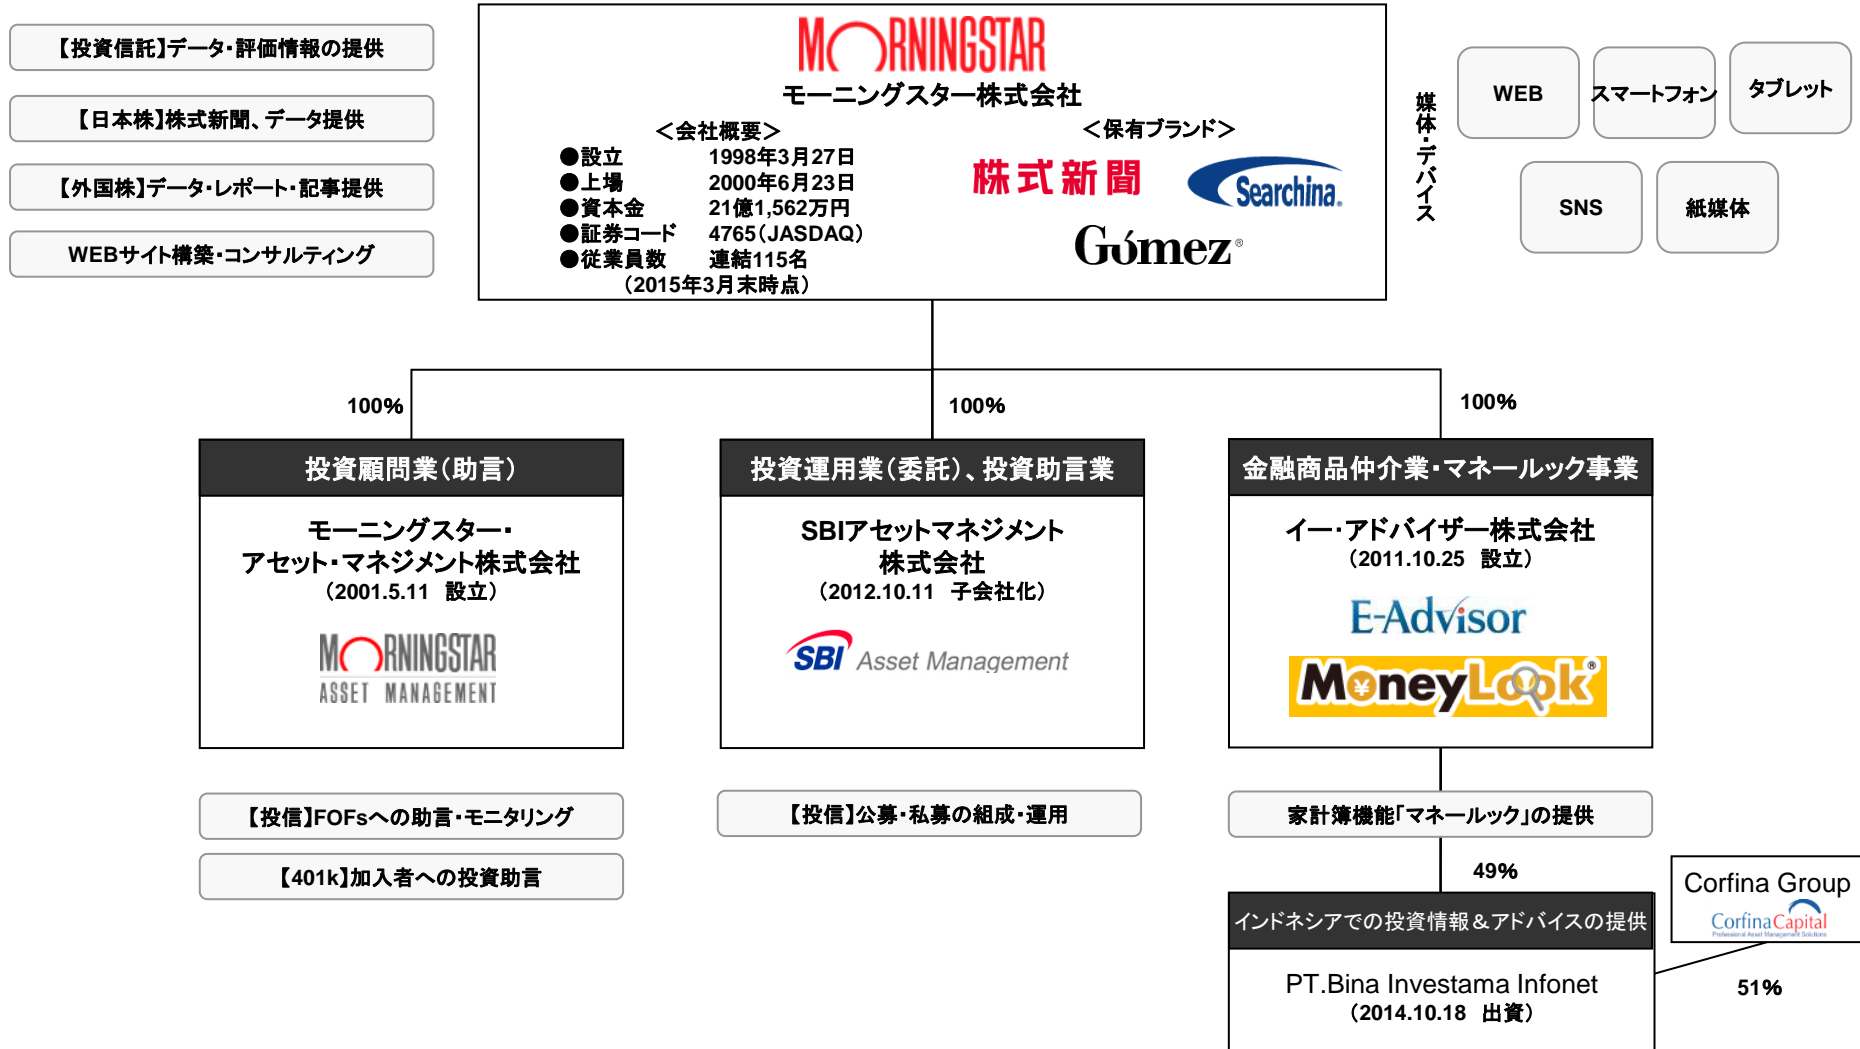 【投資信託】データ・評価情報の提供
【日本株】株式新聞、データ提供
【外国株】データ・レポート・記事提供
WEBサイト構築・コンサルティング
MORNINGSTAR
モーニングスター株式会社
<会社概要>
●設立 1998年3月27日
●上場 2000年6月23日
●資本金 21億1,562万円
●証券コード 4765(JASDAQ)
●従業員数 連結115名
(2015年3月末時点)
<保有ブランド>
株式新聞
Searchina.
Gómez®
媒体・デバイス
WEB
スマートフォン
タブレット
SNS
紙媒体
100%
100%
100%
投資顧問業(助言)
モーニングスター・
アセット・マネジメント株式会社
(2001.5.11 設立)
MORNINGSTAR
ASSET MANAGEMENT
投資運用業(委託)、投資助言業
SBIアセットマネジメント
株式会社
(2012.10.11 子会社化)
SBI Asset Management
金融商品仲介業・マネールック事業
イー・アドバイザー株式会社
(2011.10.25 設立)
E-Advisor
MoneyLook®
【投信】FOFsへの助言・モニタリング
【401k】加入者への投資助言
【投信】公募・私募の組成・運用
家計簿機能「マネールック」の提供
49%
インドネシアでの投資情報&アドバイスの提供
PT.Bina Investama Infonet
(2014.10.18 出資)
Corfina Group
CorfinaCapital
Professional Asset Management Solutions
51%